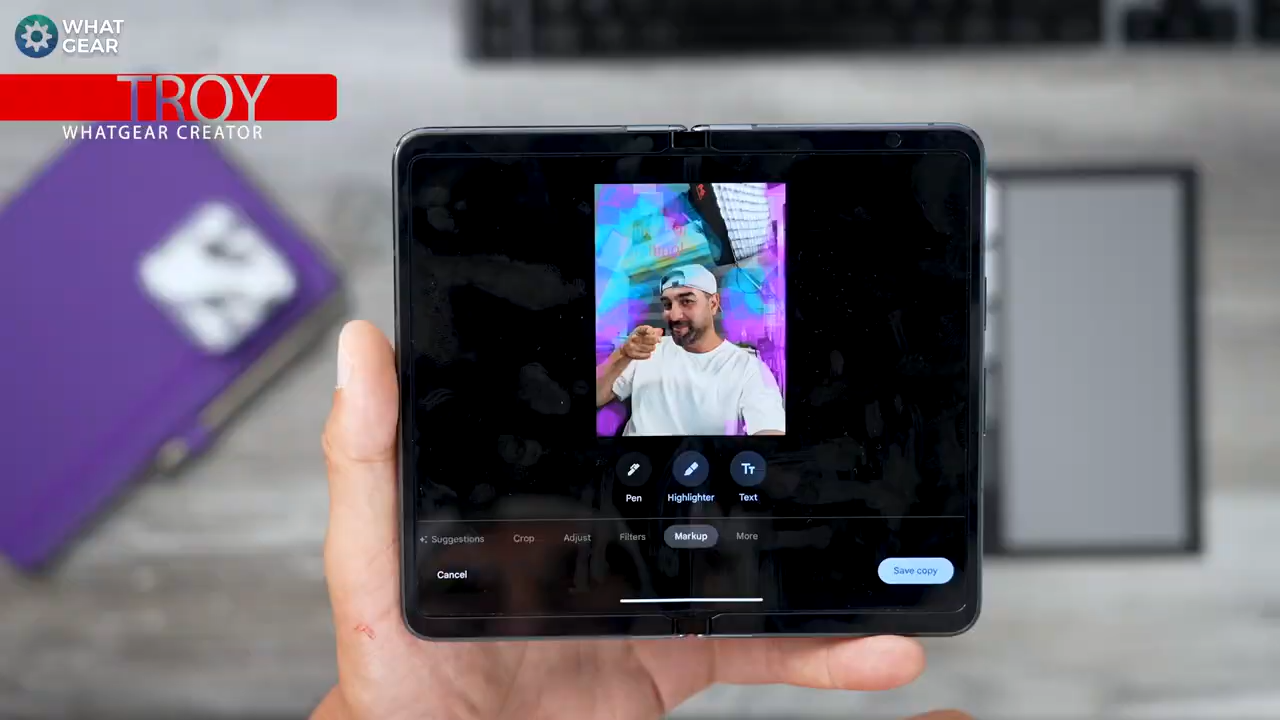 WHAT
GEAR
TROY
WHATGEAR CREATOR
Pen
Highlighter
Text
Suggestions
Crop
Adjust
Filters
Markup
More
Cancel
Save copy